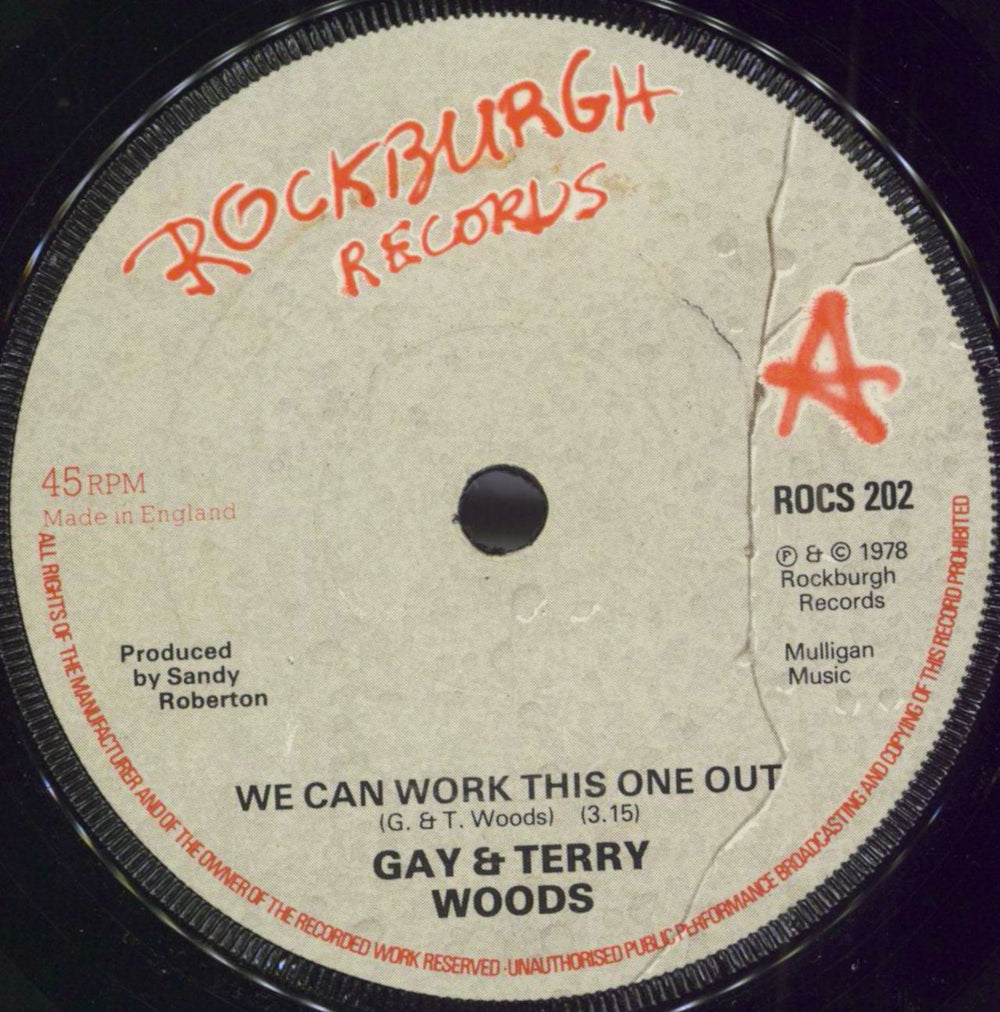 ROCKBURGH
RECORDS
A
45 RPM
Made in England
ROCS 202
℗ & © 1978
Rockburgh
Records
Mulligan
Music
Produced
by Sandy
Roberton
WE CAN WORK THIS ONE OUT
(G. & T. Woods) (3.15)
GAY & TERRY
WOODS
ALL RIGHTS OF THE MANUFACTURER AND OF THE OWNER OF THE RECORDED WORK RESERVED · UNAUTHORISED PUBLIC PERFORMANCE BROADCASTING AND COPYING OF THIS RECORD PROHIBITED